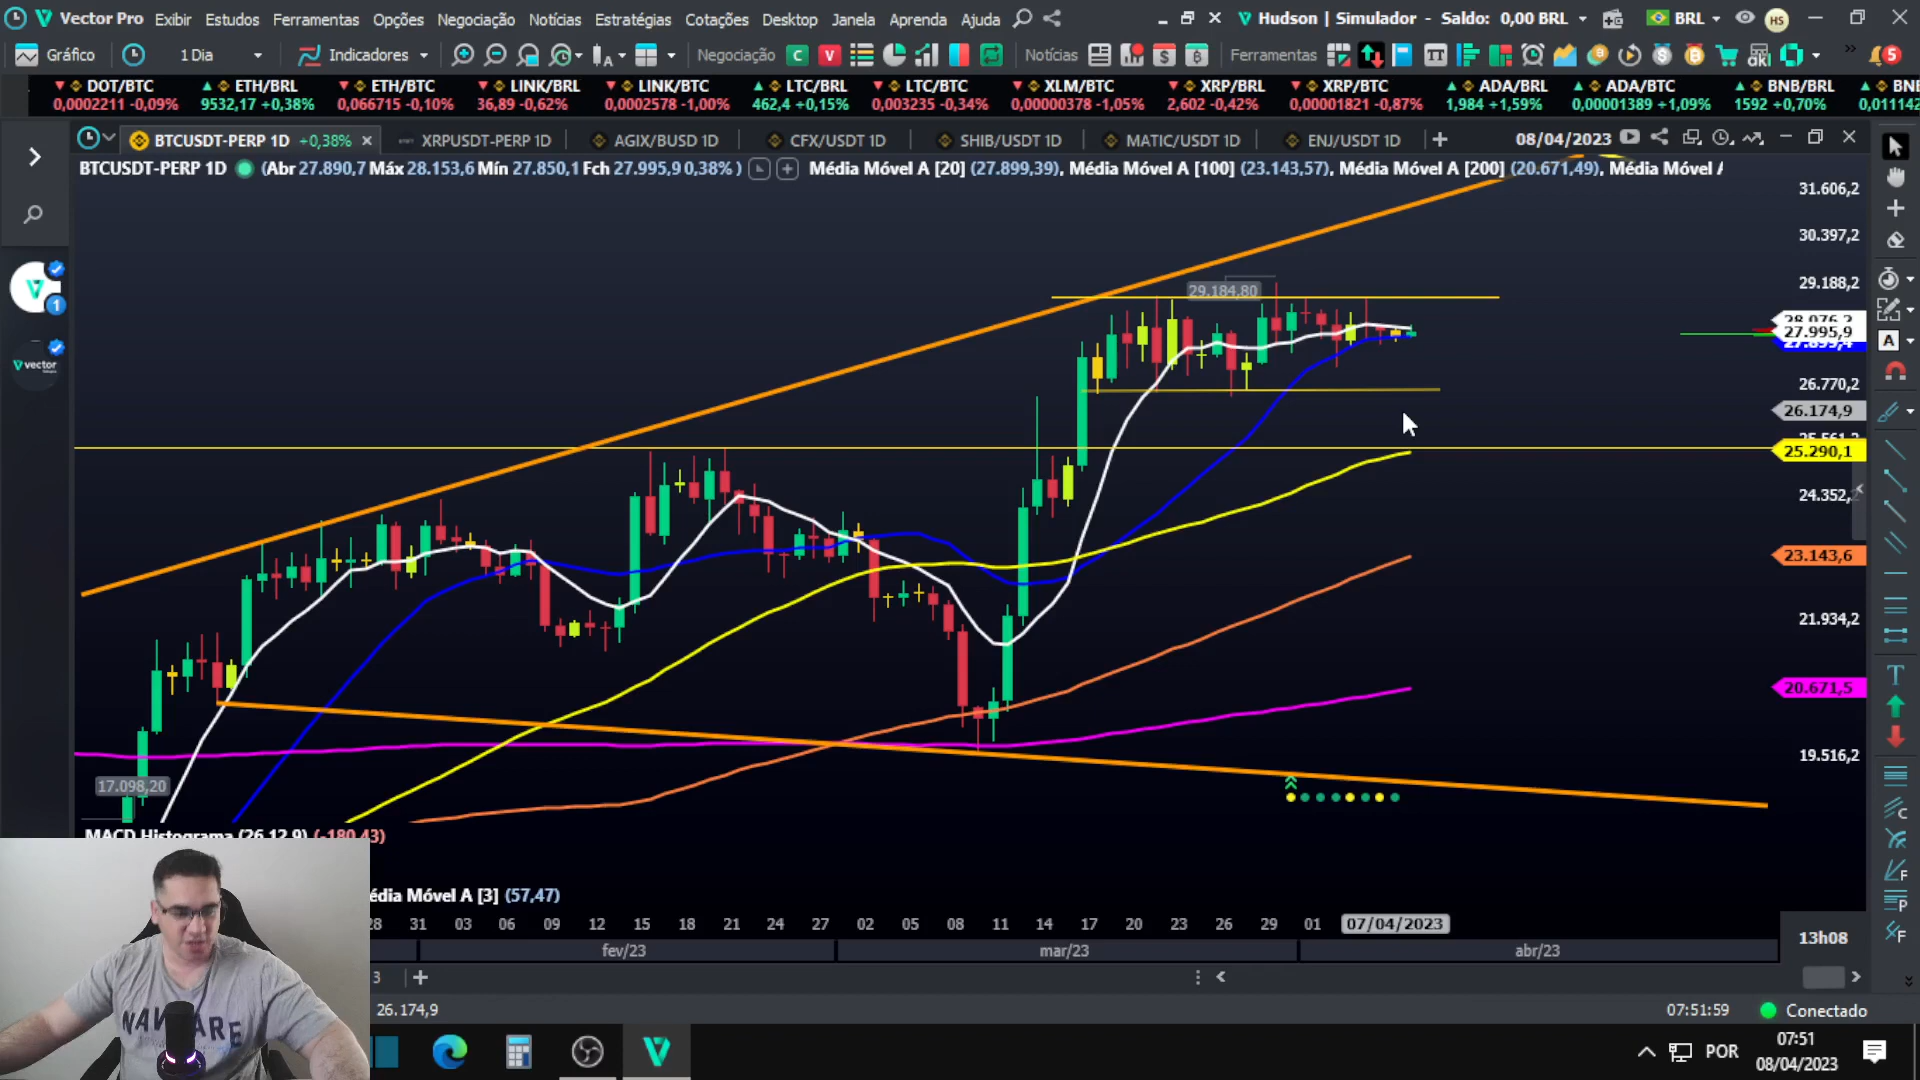 Vector Pro Exibir Estudos Ferramentas Opções Negociação Notícias Estratégias Cotações Desktop Janela Aprenda Ajuda Hudson | Simulador - Saldo: 0,00 BRL BRL HS
Gráfico 1 Dia Indicadores Negociação C V Notícias Ferramentas 5
DOT/BTC ETH/BRL ETH/BTC LINK/BRL LINK/BTC LTC/BRL LTC/BTC XLM/BTC XRP/BRL XRP/BTC ADA/BRL ADA/BTC BNB/BRL
0,0002211 -0,09% 9532,17 +0,38% 0,066715 -0,10% 36,89 -0,62% 0,0002578 -1,00% 462,4 +0,15% 0,003235 -0,34% 0,00000378 -1,05% 2,602 -0,42% 0,00001821 -0,87% 1,984 +1,59% 0,00001389 +1,09% 1592 +0,70%
BTCUSDT-PERP 1D +0,38% XRPUSDT-PERP 1D AGIX/BUSD 1D CFX/USDT 1D SHIB/USDT 1D MATIC/USDT 1D ENJ/USDT 1D 08/04/2023
BTCUSDT-PERP 1D (Abr 27.890,7 Máx 28.153,6 Mín 27.850,1 Fch 27.995,9 0,38% ) Média Móvel A [20] (27.899,39), Média Móvel A [100] (23.143,57), Média Móvel A [200] (20.671,49), Média Móvel
31.606,2
30.397,2
29.188,2
29.184,80
28.076,2
27.995,9
27.899,4
26.770,2
26.174,9
25.561,2
25.290,1
24.352,2
23.143,6
21.934,2
20.671,5
19.516,2
17.098,20
MACD Histograma (26,12,9) (-180,43)
édia Móvel A [3] (57,47)
28 31 03 06 09 12 15 18 21 24 27 02 05 08 11 14 17 20 23 26 29 01 07/04/2023
fev/23 mar/23 abr/23
13h08
3
26.174,9 07:51:59 Conectado
POR
07:51
08/04/2023